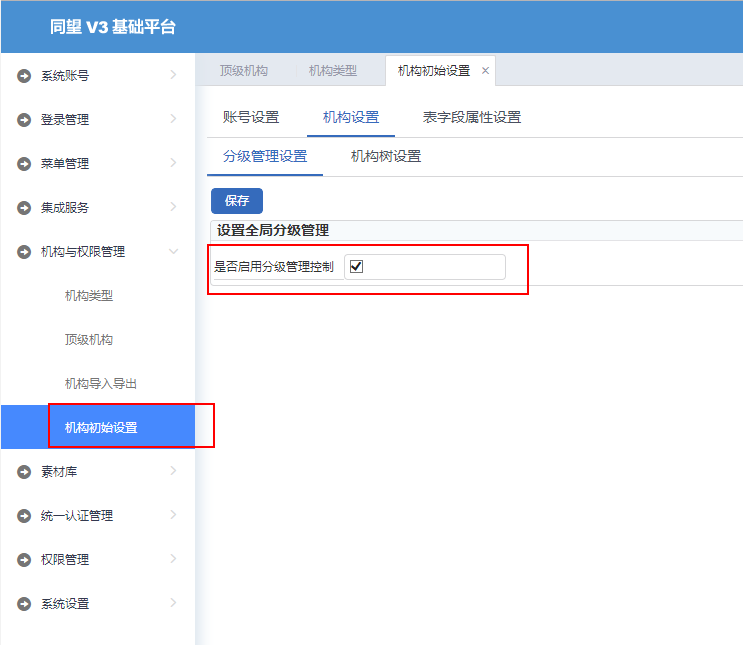 同望 V3 基础平台
系统账号
登录管理
菜单管理
集成服务
机构与权限管理
机构类型
顶级机构
机构导入导出
机构初始设置
素材库
统一认证管理
权限管理
系统设置
顶级机构 机构类型 机构初始设置 ×
账号设置 机构设置 表字段属性设置
分级管理设置 机构树设置
保存
设置全局分级管理
是否启用分级管理控制